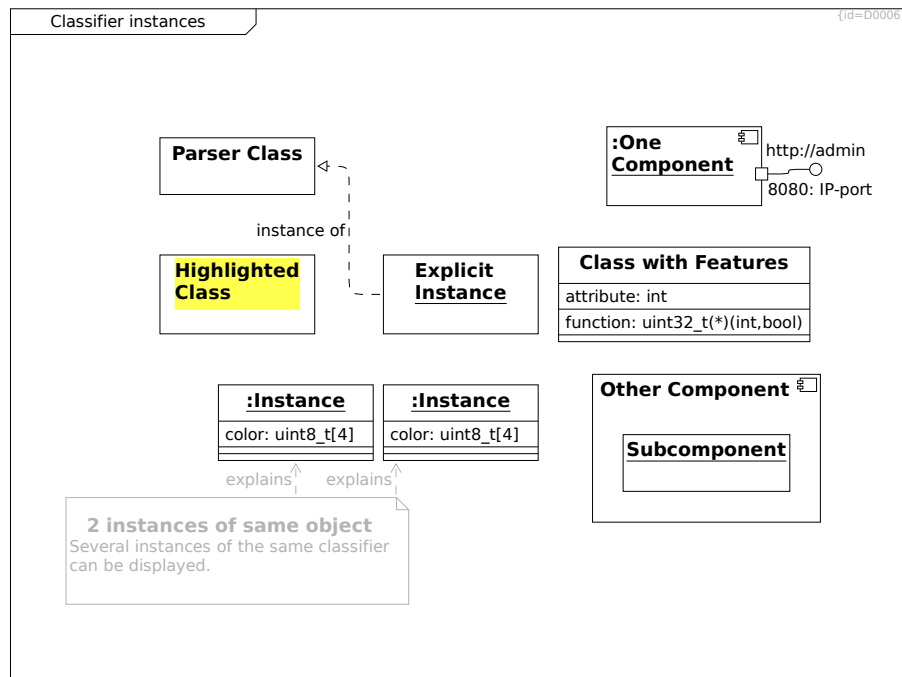 Classifier instances
{id=D0006
Parser Class
:One
Component
http://admin
8080: IP-port
instance of
Highlighted
Class
Explicit
Instance
Class with Features
attribute: int
function: uint32_t(*)(int,bool)
:Instance
color: uint8_t[4]
:Instance
color: uint8_t[4]
Other Component
Subcomponent
explains
explains
2 instances of same object
Several instances of the same classifier
can be displayed.